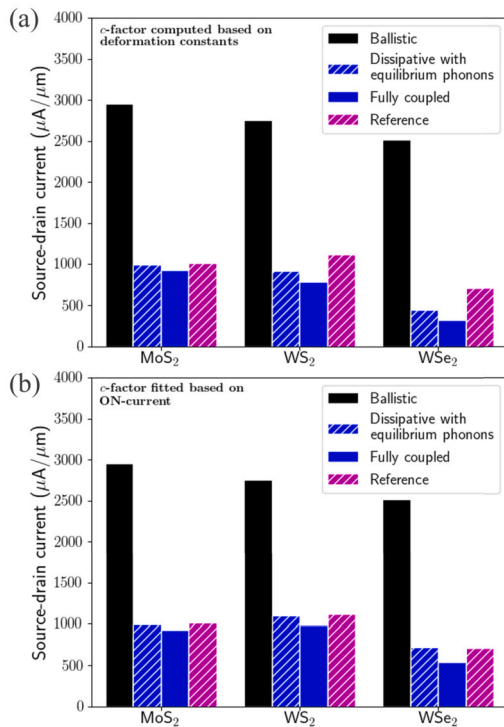 (a)
c-factor computed based on
deformation constants
Ballistic
Dissipative with
equilibrium phonons
Fully coupled
Reference
Source-drain current (μA/μm)
4000
3500
3000
2500
2000
1500
1000
500
0
MoS₂ WS₂ WSe₂
(b)
c-factor fitted based on
ON-current
Ballistic
Dissipative with
equilibrium phonons
Fully coupled
Reference
Source-drain current (μA/μm)
4000
3500
3000
2500
2000
1500
1000
500
0
MoS₂ WS₂ WSe₂